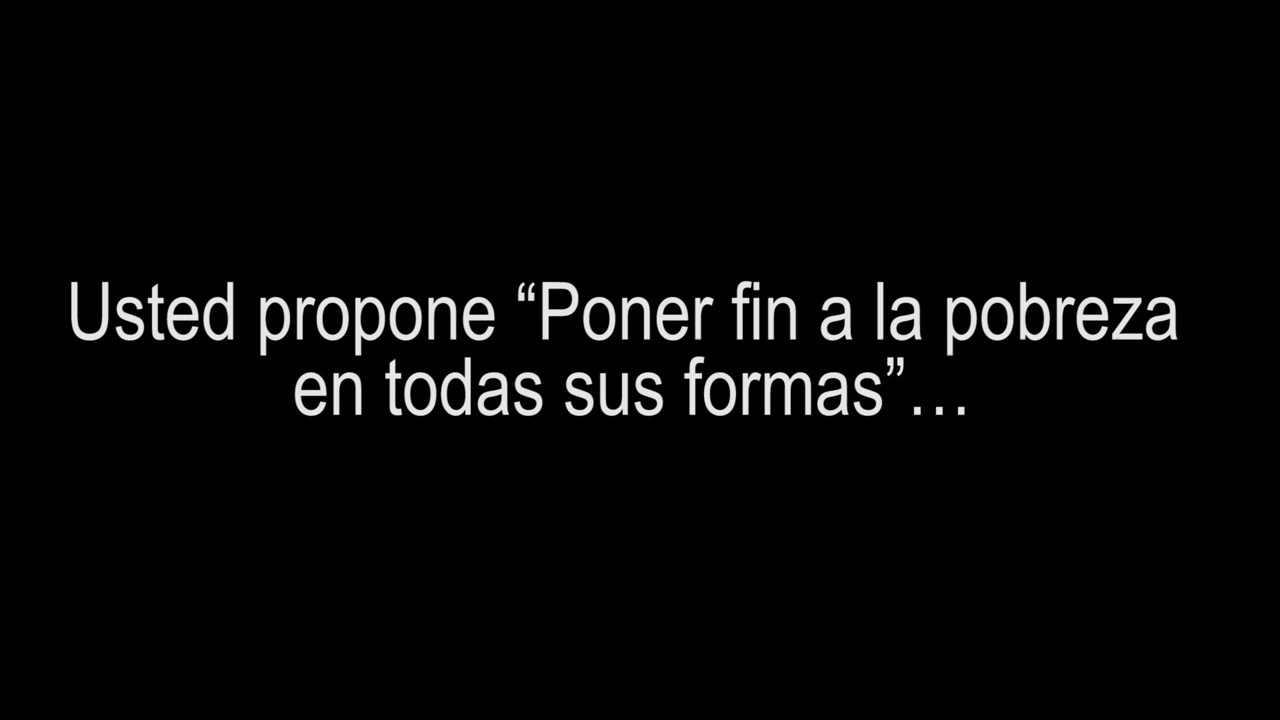 Usted propone “Poner fin a la pobreza
en todas sus formas”…